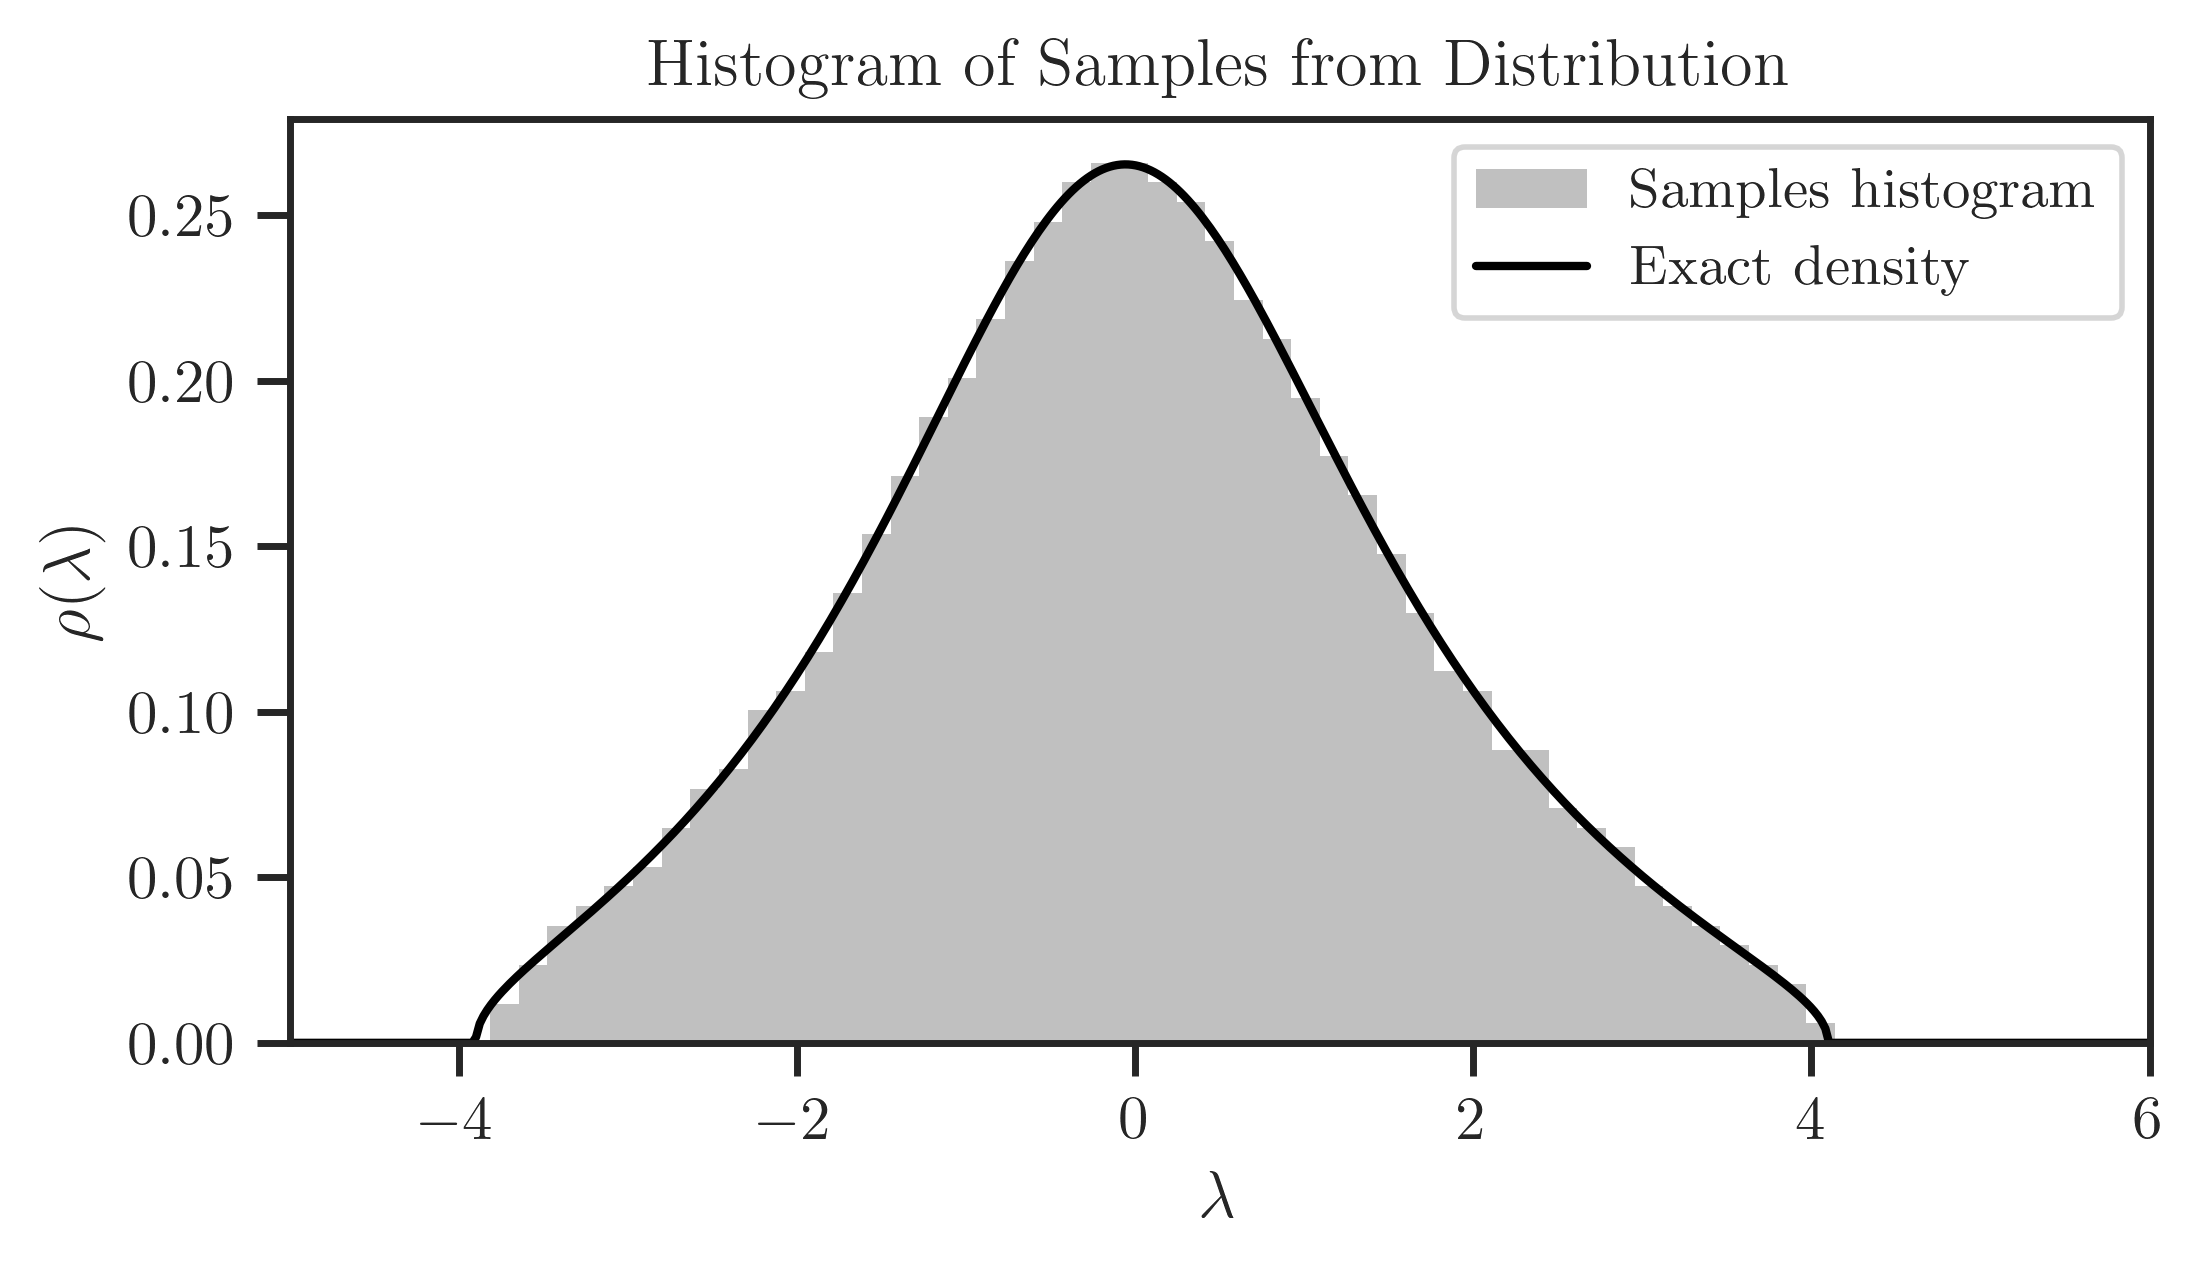 Histogram of Samples from Distribution
Samples histogram
Exact density
ρ(λ)
0.25
0.20
0.15
0.10
0.05
0.00
−4 −2 0 2 4 6
λ